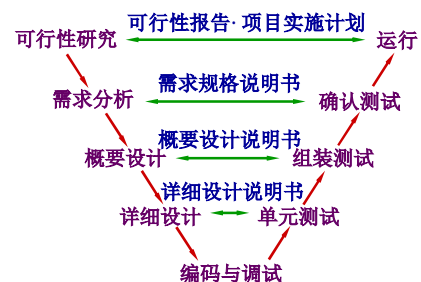 可行性报告·项目实施计划
可行性研究
运行
需求规格说明书
需求分析
确认测试
概要设计说明书
概要设计
组装测试
详细设计说明书
详细设计
单元测试
编码与调试